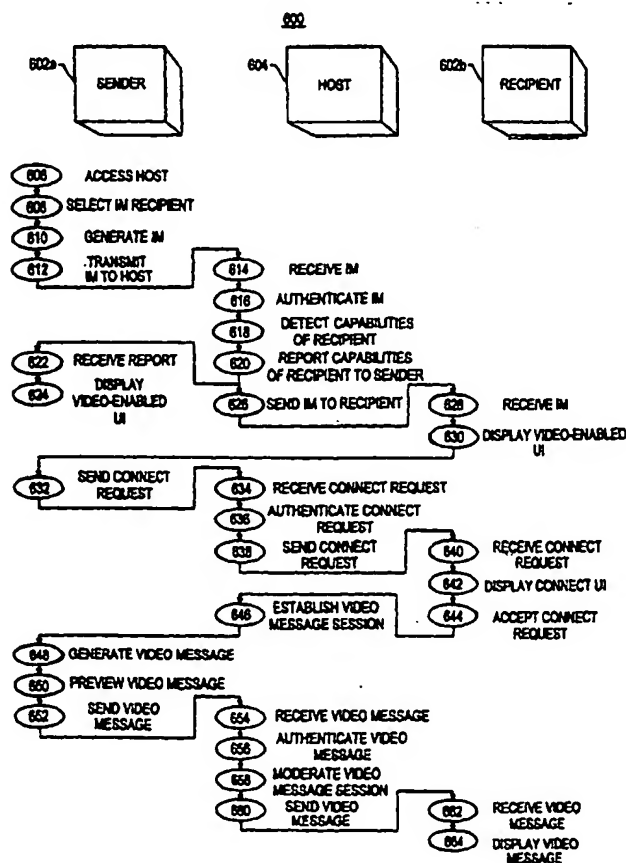 600
602a SENDER
604 HOST
602b RECIPIENT
606 ACCESS HOST
608 SELECT IM RECIPIENT
610 GENERATE IM
612 TRANSMIT
IM TO HOST
614 RECEIVE IM
616 AUTHENTICATE IM
618 DETECT CAPABILITIES
OF RECIPIENT
620 REPORT CAPABILITIES
OF RECIPIENT TO SENDER
622 RECEIVE REPORT
624 DISPLAY
VIDEO-ENABLED
UI
626 SEND IM TO RECIPIENT
628 RECEIVE IM
630 DISPLAY VIDEO-ENABLED
UI
632 SEND CONNECT
REQUEST
634 RECEIVE CONNECT REQUEST
636 AUTHENTICATE CONNECT
REQUEST
638 SEND CONNECT
REQUEST
640 RECEIVE CONNECT
REQUEST
642 DISPLAY CONNECT UI
644 ACCEPT CONNECT
REQUEST
646 ESTABLISH VIDEO
MESSAGE SESSION
648 GENERATE VIDEO MESSAGE
650 PREVIEW VIDEO MESSAGE
652 SEND VIDEO
MESSAGE
654 RECEIVE VIDEO MESSAGE
656 AUTHENTICATE VIDEO
MESSAGE
658 MODERATE VIDEO
MESSAGE SESSION
660 SEND VIDEO
MESSAGE
662 RECEIVE VIDEO
MESSAGE
664 DISPLAY VIDEO
MESSAGE